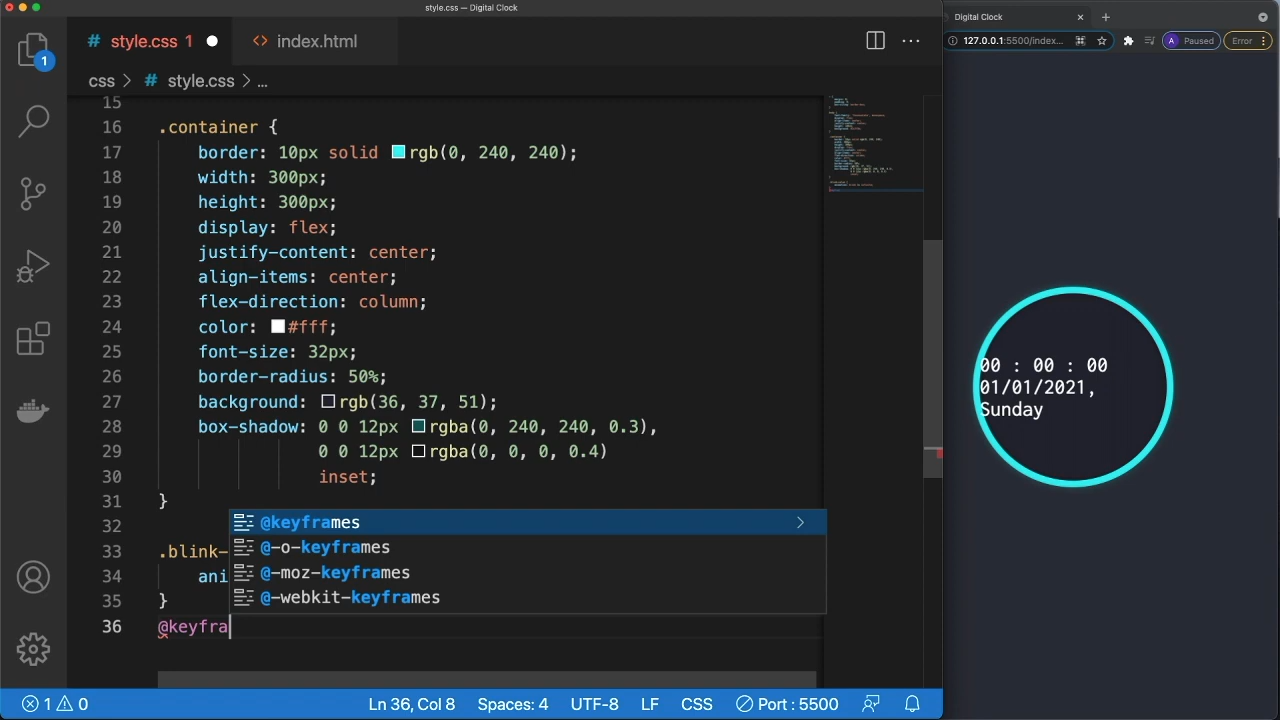 style.css — Digital Clock
# style.css 1
<> index.html
css > # style.css > ...
1
15
16 .container {
17 border: 10px solid rgb(0, 240, 240);
18 width: 300px;
19 height: 300px;
20 display: flex;
21 justify-content: center;
22 align-items: center;
23 flex-direction: column;
24 color: #fff;
25 font-size: 32px;
26 border-radius: 50%;
27 background: rgb(36, 37, 51);
28 box-shadow: 0 0 12px rgba(0, 240, 240, 0.3),
29 0 0 12px rgba(0, 0, 0, 0.4)
30 inset;
31 }
32
@keyframes
@-o-keyframes
@-moz-keyframes
@-webkit-keyframes
33 .blink-
34 ani
35 }
36 @keyfra
1 0
Ln 36, Col 8
Spaces: 4
UTF-8
LF
CSS
Port : 5500
Digital Clock
127.0.0.1:5500/index...
A Paused
Error
00 : 00 : 00
01/01/2021,
Sunday